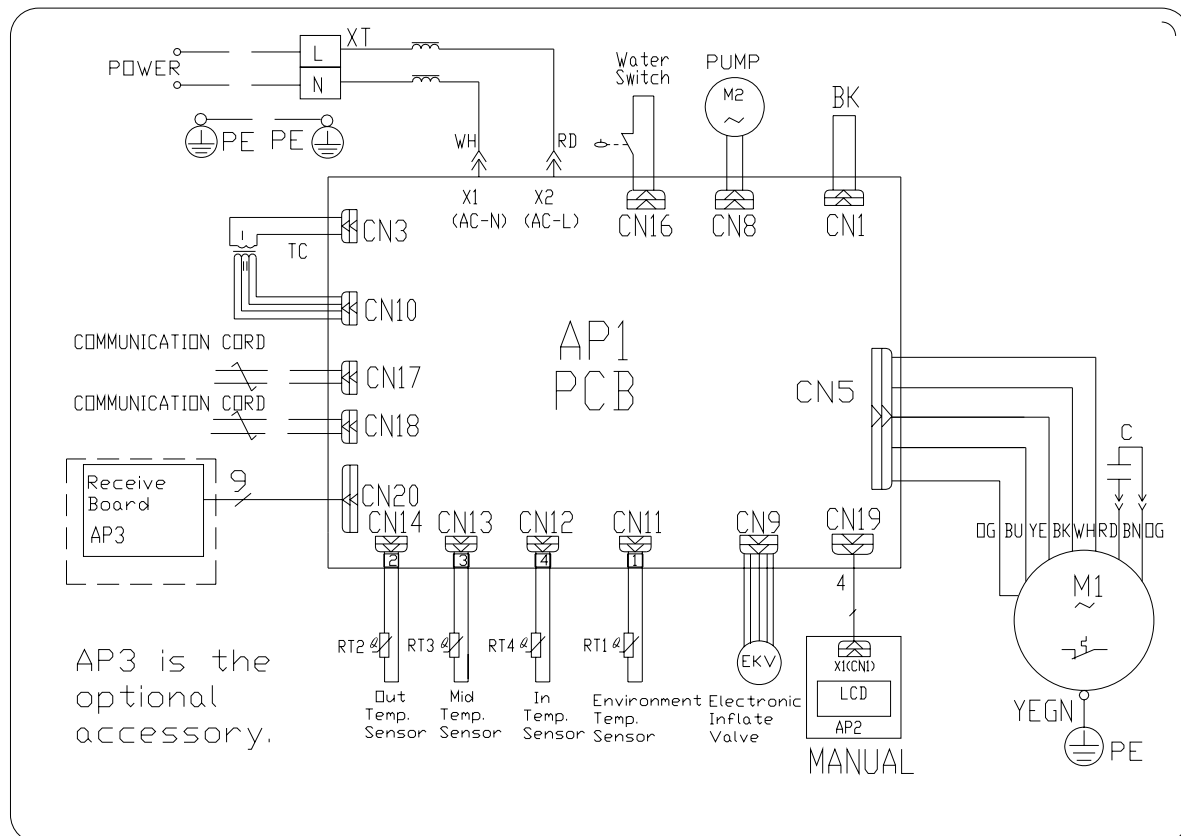 L
XT
POWER
N
PE PE
WH
RD
Water
Switch
PUMP
M2
~
BK
X1
(AC-N)
X2
(AC-L)
CN16
CN8
CN1
I
II
TC
CN3
CN10
COMMUNICATION CORD
CN17
COMMUNICATION CORD
CN18
AP1
PCB
CN5
C
Receive
Board
AP3
9
CN20
CN14
CN13
CN12
CN11
CN9
CN19
2
3
4
1
4
OG BU YE BK WH RD BN OG
M1
~
RT2
RT3
RT4
RT1
EKV
X1(CN1)
LCD
AP2
MANUAL
Out
Temp.
Sensor
Mid
Temp.
Sensor
In
Temp.
Sensor
Environment
Temp.
Sensor
Electronic
Inflate
Valve
YEGN
PE
AP3 is the
optional
accessory.